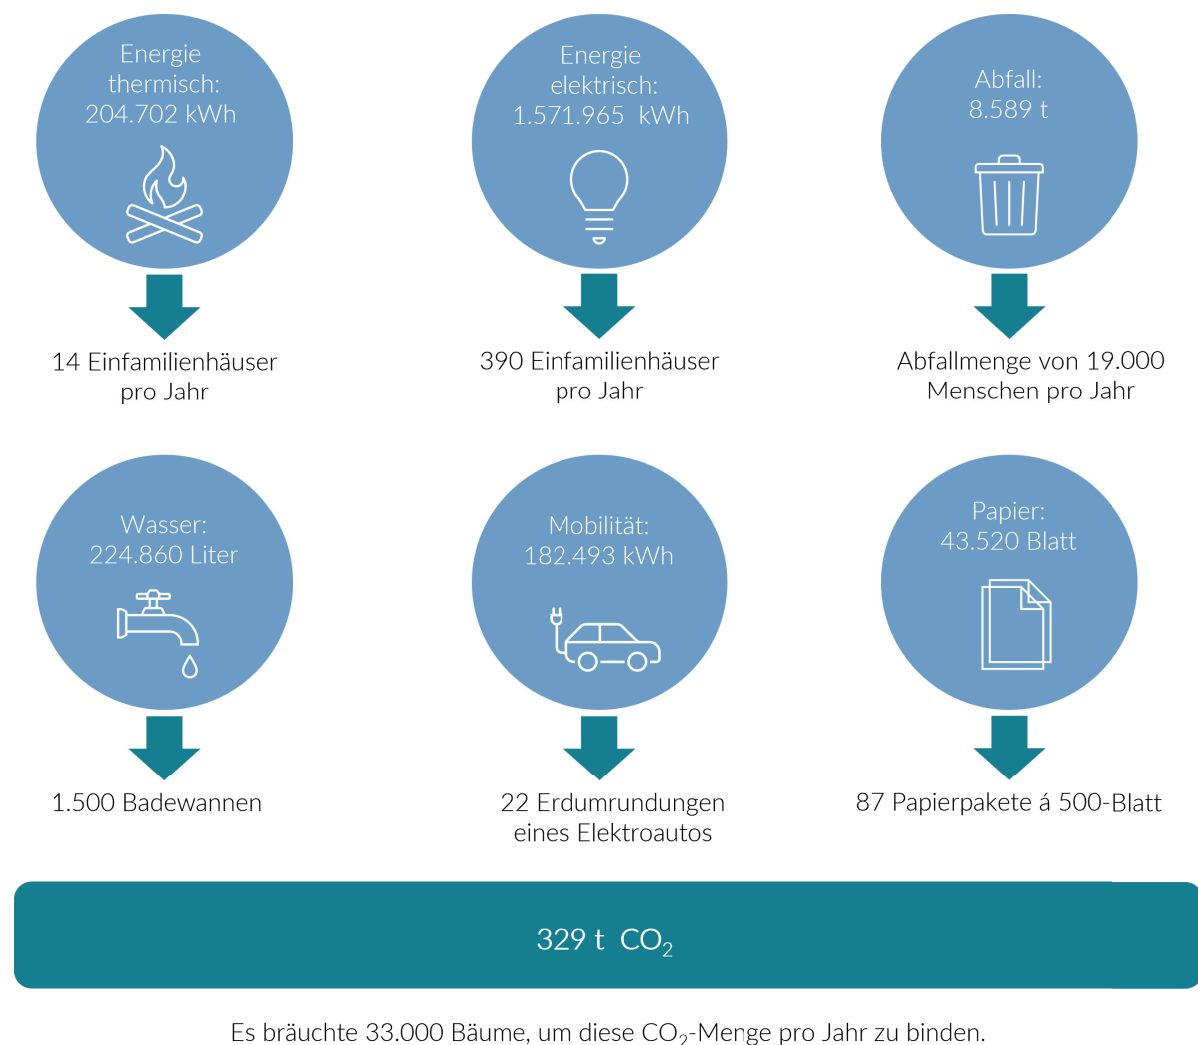 Energie
thermisch:
204.702 kWh
Energie
elektrisch:
1.571.965 kWh
Abfall:
8.589 t
14 Einfamilienhäuser
pro Jahr
390 Einfamilienhäuser
pro Jahr
Abfallmenge von 19.000
Menschen pro Jahr
Wasser:
224.860 Liter
Mobilität:
182.493 kWh
Papier:
43.520 Blatt
1.500 Badewannen
22 Erdumrundungen
eines Elektroautos
87 Papierpakete á 500-Blatt
329 t CO₂
Es bräuchte 33.000 Bäume, um diese CO₂-Menge pro Jahr zu binden.